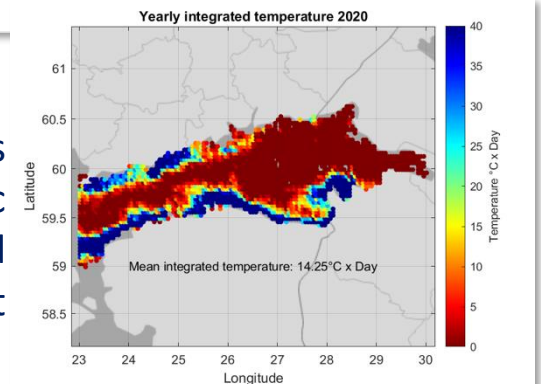 Yearly integrated temperature 2020
61
60.5
60
59.5
59
58.5
Latitude
Mean integrated temperature: 14.25°C x Day
23 24 25 26 27 28 29 30
Longitude
40
35
30
25
20
15
10
5
0
Temperature °C x Day